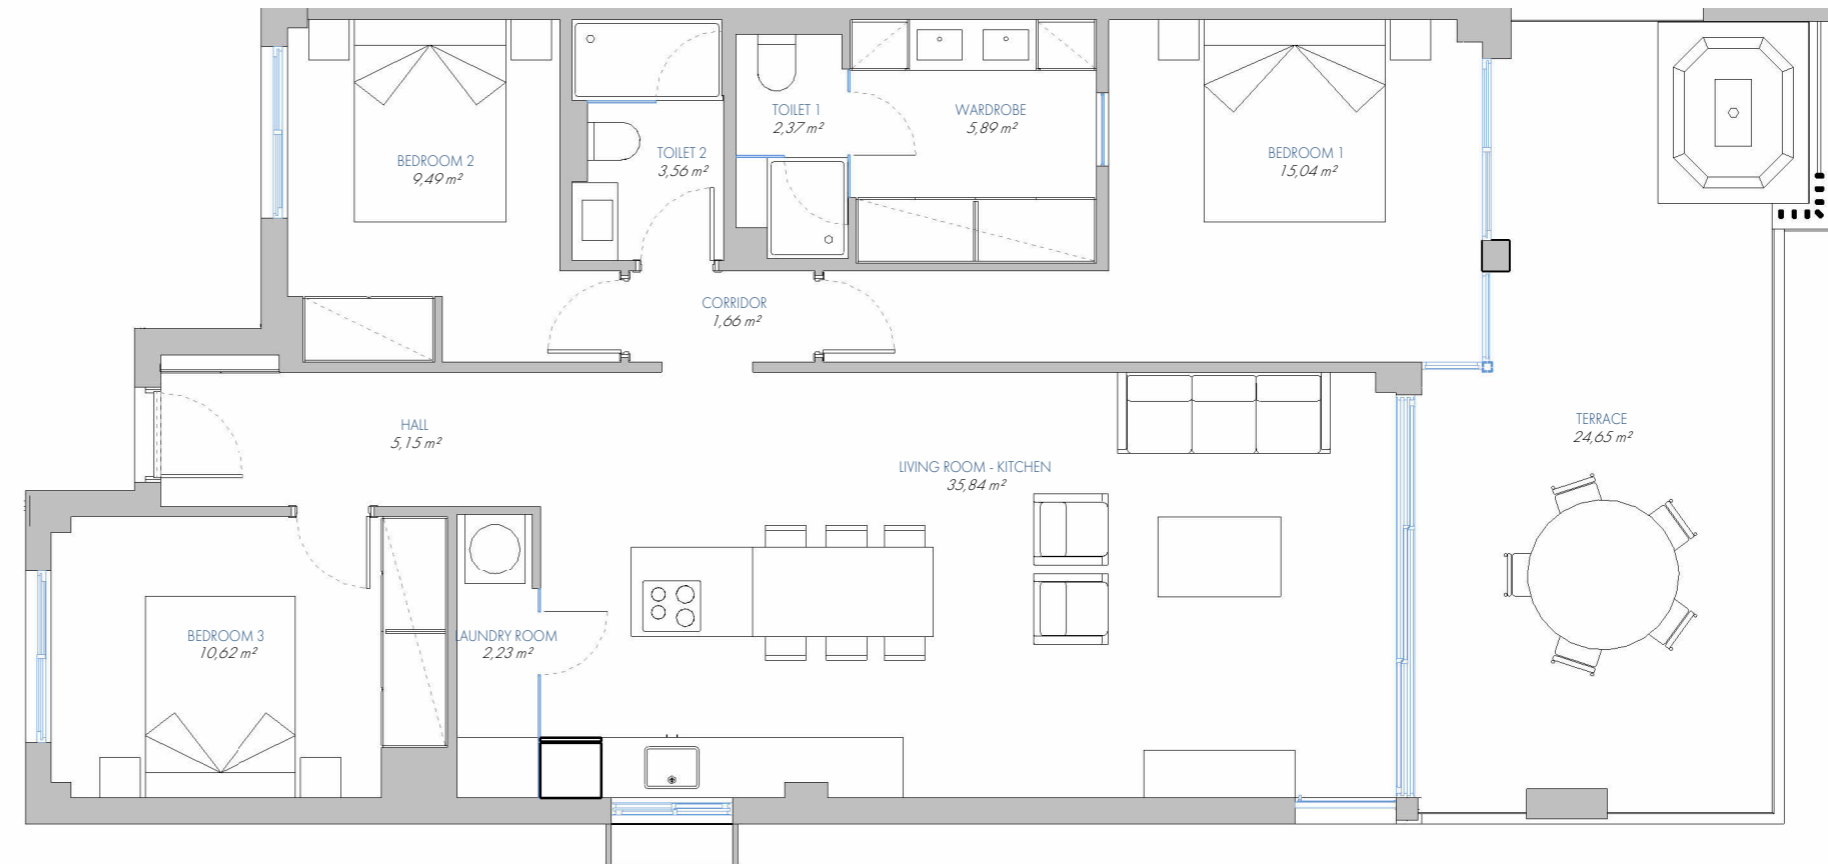 TOILET 1
2,37 m²
WARDROBE
5,89 m²
BEDROOM 2
9,49 m²
TOILET 2
3,56 m²
BEDROOM 1
15,04 m²
CORRIDOR
1,66 m²
HALL
5,15 m²
TERRACE
24,65 m²
LIVING ROOM - KITCHEN
35,84 m²
BEDROOM 3
10,62 m²
LAUNDRY ROOM
2,23 m²